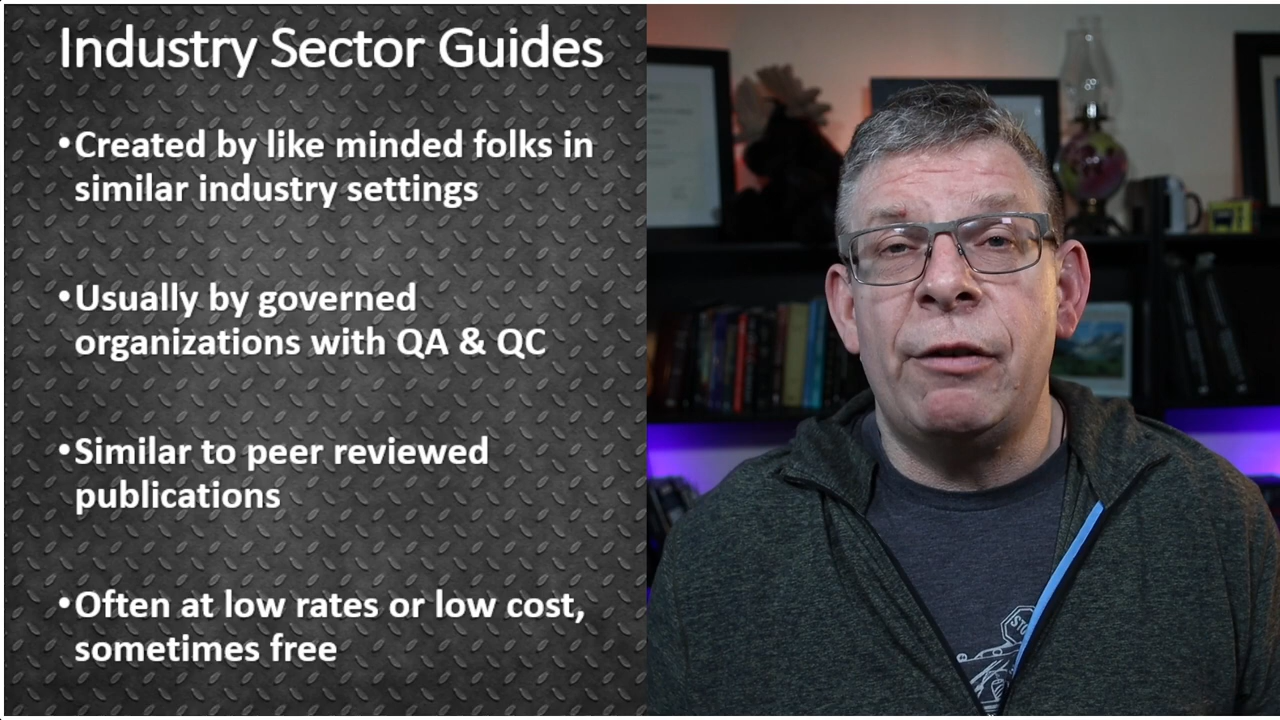 Industry Sector Guides
•Created by like minded folks in
similar industry settings
•Usually by governed
organizations with QA & QC
•Similar to peer reviewed
publications
•Often at low rates or low cost,
sometimes free